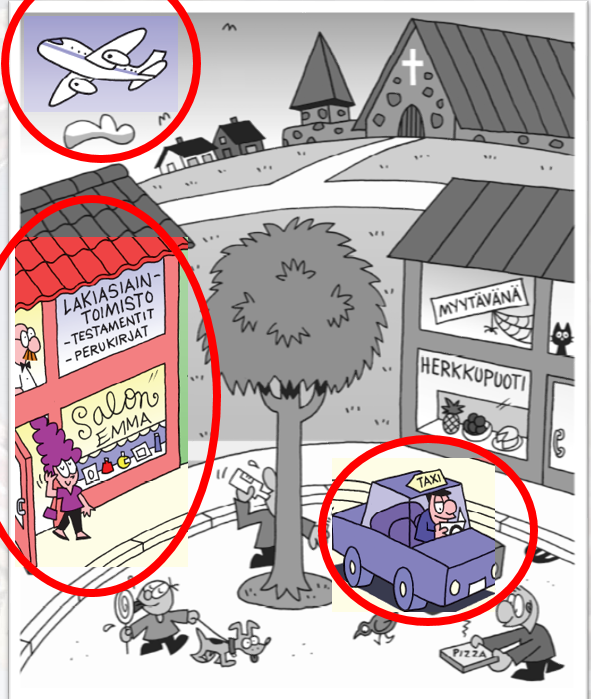 LAKIASIAIN-
TOIMISTO
-TESTAMENTIT
-PERUKIRJAT
Salon
EMMA
MYYTÄVÄNÄ
HERKKUPUOTI
TAXI
PIZZA